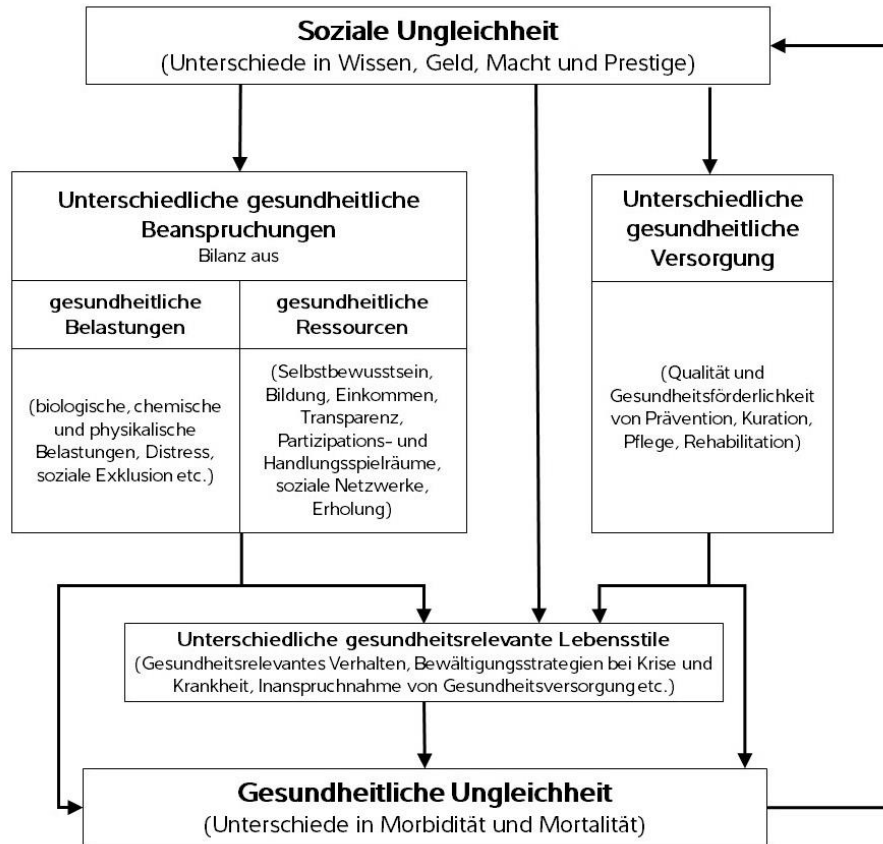 Soziale Ungleichheit
(Unterschiede in Wissen, Geld, Macht und Prestige)
Unterschiedliche gesundheitliche
Beanspruchungen
Bilanz aus
gesundheitliche
Belastungen
(biologische, chemische
und physikalische
Belastungen, Distress,
soziale Exklusion etc.)
gesundheitliche
Ressourcen
(Selbstbewusstsein,
Bildung, Einkommen,
Transparenz,
Partizipations- und
Handlungsspielräume,
soziale Netzwerke,
Erholung)
Unterschiedliche
gesundheitliche
Versorgung
(Qualität und
Gesundheitsförderlichkeit
von Prävention, Kuration,
Pflege, Rehabilitation)
Unterschiedliche gesundheitsrelevante Lebensstile
(Gesundheitsrelevantes Verhalten, Bewältigungsstrategien bei Krise und
Krankheit, Inanspruchnahme von Gesundheitsversorgung etc.)
Gesundheitliche Ungleichheit
(Unterschiede in Morbidität und Mortalität)